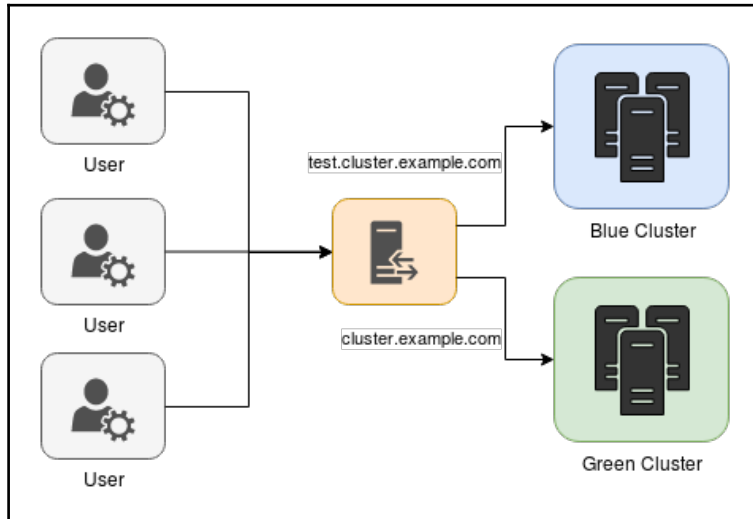 User
User
User
test.cluster.example.com
cluster.example.com
Blue Cluster
Green Cluster